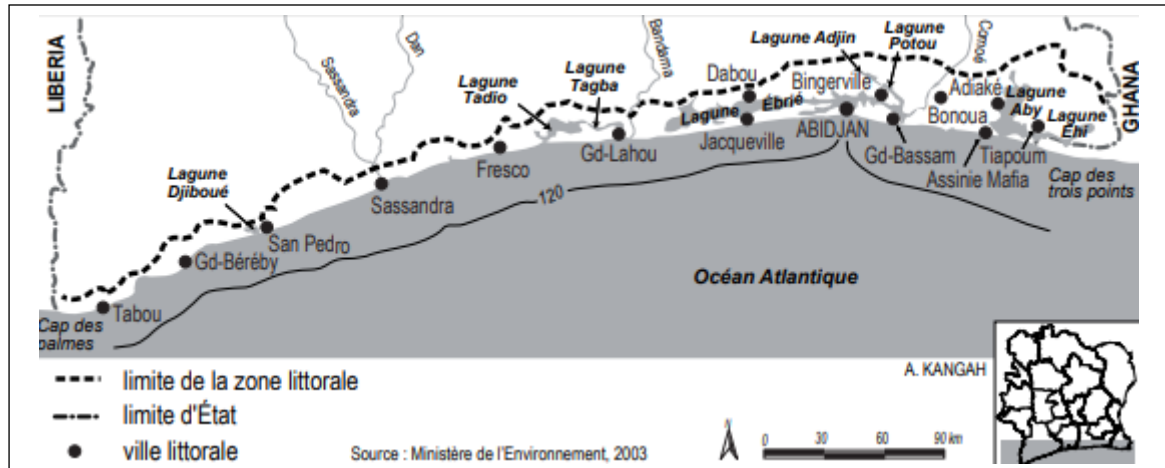 LIBERIA
Sassandra
Dan
Bandama
Comoé
GHANA
Lagune
Tadio
Lagune
Tagba
Lagune Adjin
Lagune
Potou
Dabou
Bingerville
Adiaké
Lagune
Aby
Lagune
Éhi
Lagune Ébrié
Bonoua
Jacqueville
ABIDJAN
Gd-Bassam
Assinie Mafia
Tiapoum
Cap des
trois points
Gd-Lahou
Fresco
Sassandra
Lagune
Djiboué
San Pedro
Gd-Béréby
Tabou
Cap des
palmes
120
Océan Atlantique
A. KANGAH
limite de la zone littorale
limite d'État
ville littorale
Source : Ministère de l'Environnement, 2003
N
0 30 60 90 km